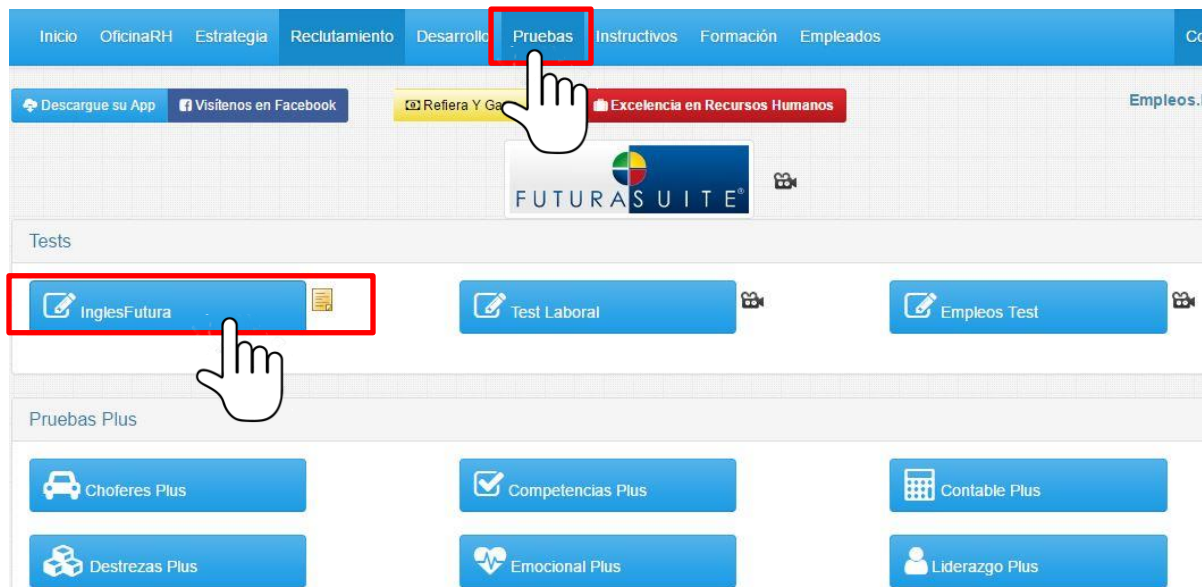 Inicio OficinaRH Estrategia Reclutamiento Desarrollo Pruebas Instructivos Formación Empleados
Descargue su App Visítenos en Facebook Refiera Y Excelencia en Recursos Humanos Empleos.
FUTURASUITE®
Tests
InglesFutura Test Laboral Empleos Test
Pruebas Plus
Choferes Plus Competencias Plus Contable Plus
Destrezas Plus Emocional Plus Liderazgo Plus